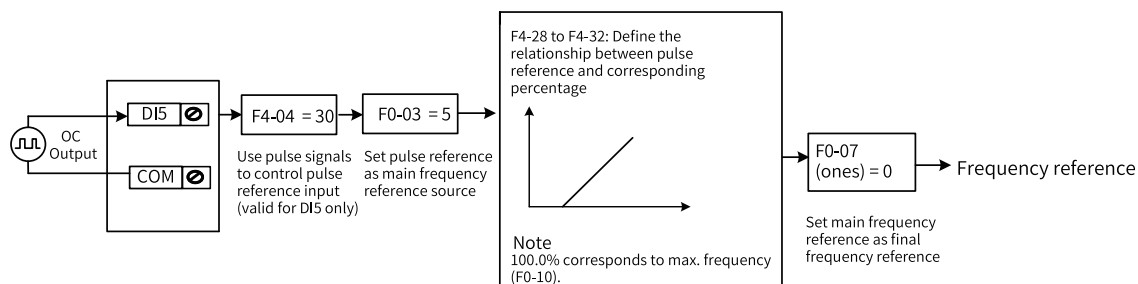 OC
Output
DI5
COM
F4-04 = 30
Use pulse signals
to control pulse
reference input
(valid for DI5 only)
F0-03 = 5
Set pulse reference
as main frequency
reference source
F4-28 to F4-32: Define the
relationship between pulse
reference and corresponding
percentage
Note
100.0% corresponds to max. frequency
(F0-10).
F0-07
(ones) = 0
Set main frequency
reference as final
frequency reference
Frequency reference